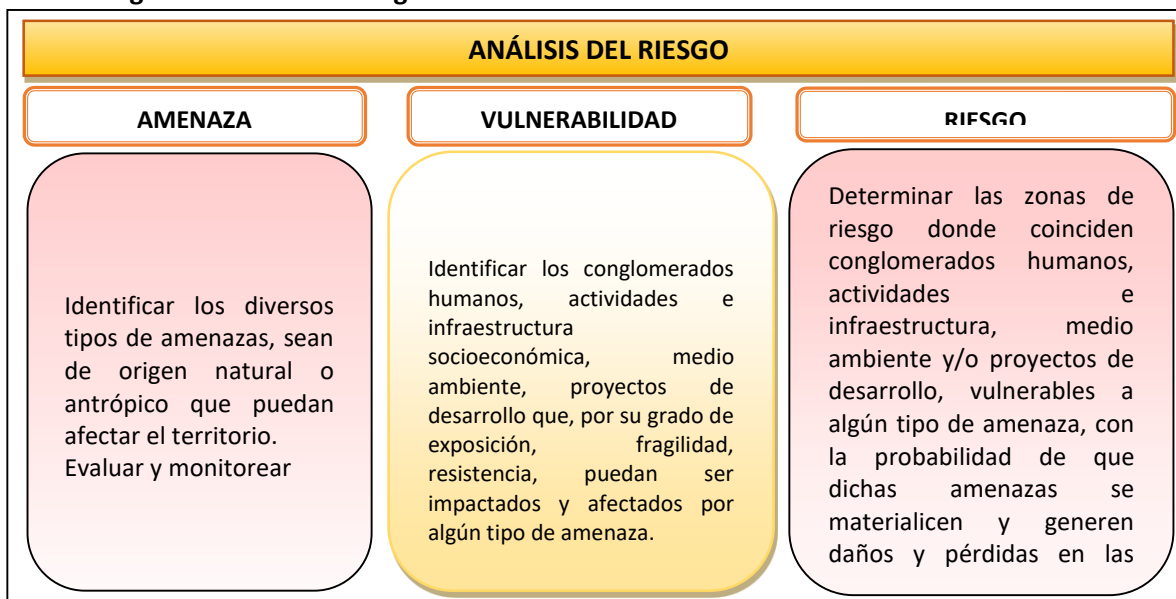 ANÁLISIS DEL RIESGO
AMENAZA
Identificar los diversos
tipos de amenazas, sean
de origen natural o
antrópico que puedan
afectar el territorio.
Evaluar y monitorear
VULNERABILIDAD
Identificar los conglomerados
humanos, actividades e
infraestructura
socioeconómica, medio
ambiente, proyectos de
desarrollo que, por su grado de
exposición, fragilidad,
resistencia, puedan ser
impactados y afectados por
algún tipo de amenaza.
RIESGO
Determinar las zonas de
riesgo donde coinciden
conglomerados humanos,
actividades e
infraestructura, medio
ambiente y/o proyectos de
desarrollo, vulnerables a
algún tipo de amenaza, con
la probabilidad de que
dichas amenazas se
materialicen y generen
daños y pérdidas en las